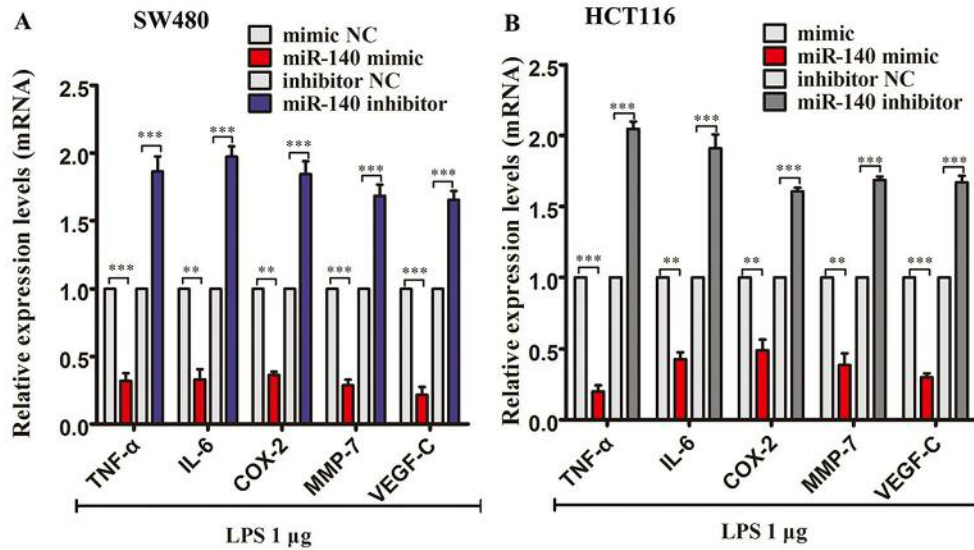 A
SW480
mimic NC
miR-140 mimic
inhibitor NC
miR-140 inhibitor
Relative expression levels (mRNA)
2.5
2.0
1.5
1.0
0.5
0.0
*** *** ** *** ** *** *** *** *** ***
TNF-α
IL-6
COX-2
MMP-7
VEGF-C
LPS 1 µg
B
HCT116
mimic
miR-140 mimic
inhibitor NC
miR-140 inhibitor
Relative expression levels (mRNA)
2.5
2.0
1.5
1.0
0.5
0.0
*** *** ** *** ** *** ** *** *** ***
TNF-α
IL-6
COX-2
MMP-7
VEGF-C
LPS 1 µg